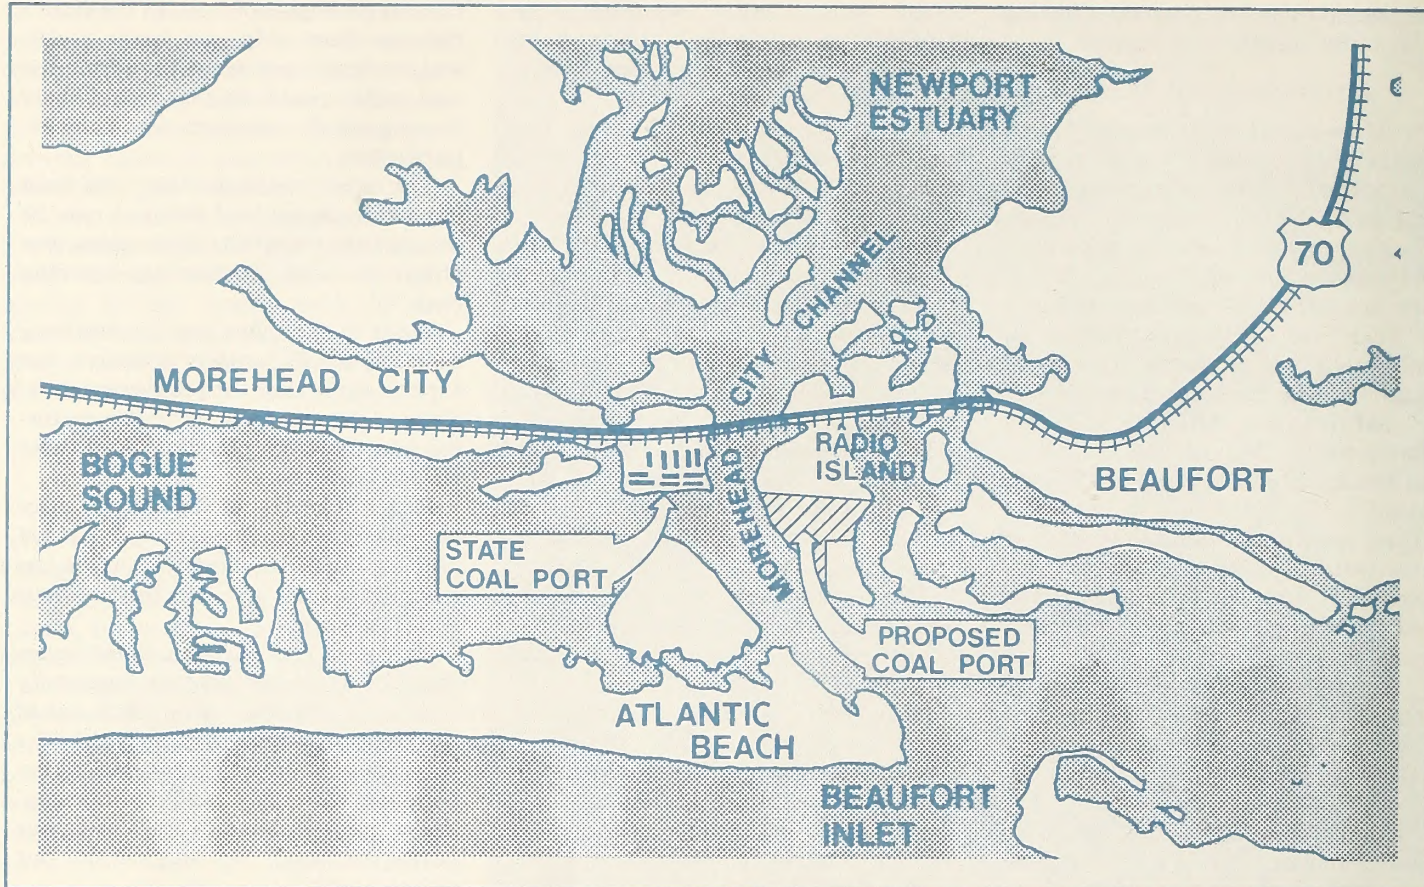 NEWPORT
ESTUARY
70
MOREHEAD CITY CHANNEL
MOREHEAD CITY
RADIO
ISLAND
BOGUE
SOUND
BEAUFORT
STATE
COAL PORT
PROPOSED
COAL PORT
ATLANTIC
BEACH
BEAUFORT
INLET